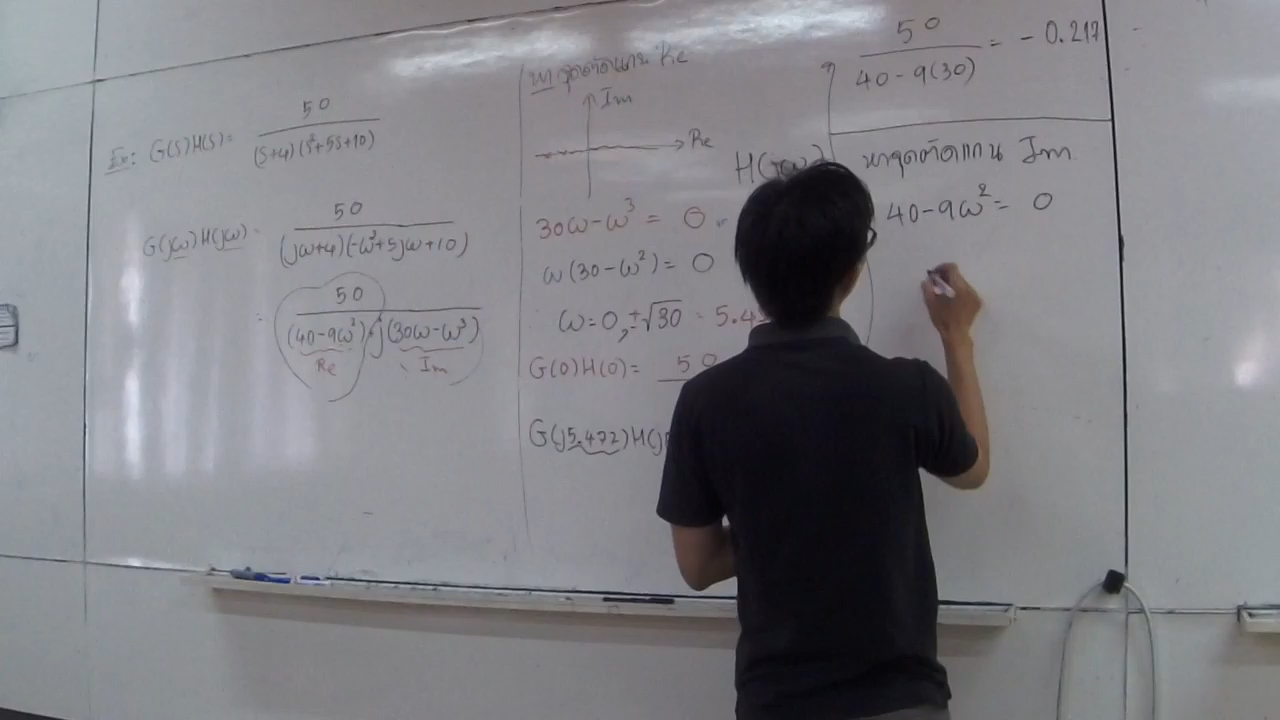 Ex: G(s)H(s) = 50 / (s+4)(s²+5s+10)
G(jω)H(jω) = 50 / (jω+4)(-ω²+5jω+10)
= 50 / (40-9ω²)+j(30ω-ω³)
Re Im
หาจุดตัดแกน Re
Im
Re
30ω-ω³ = 0
ω(30-ω²) = 0
ω=0, ±√30
G(0)H(0) = 50
G(j5.472)H(j
H(jω)
50 / 40-9(30) = -0.217
หาจุดตัดแกน Im
40-9ω² = 0